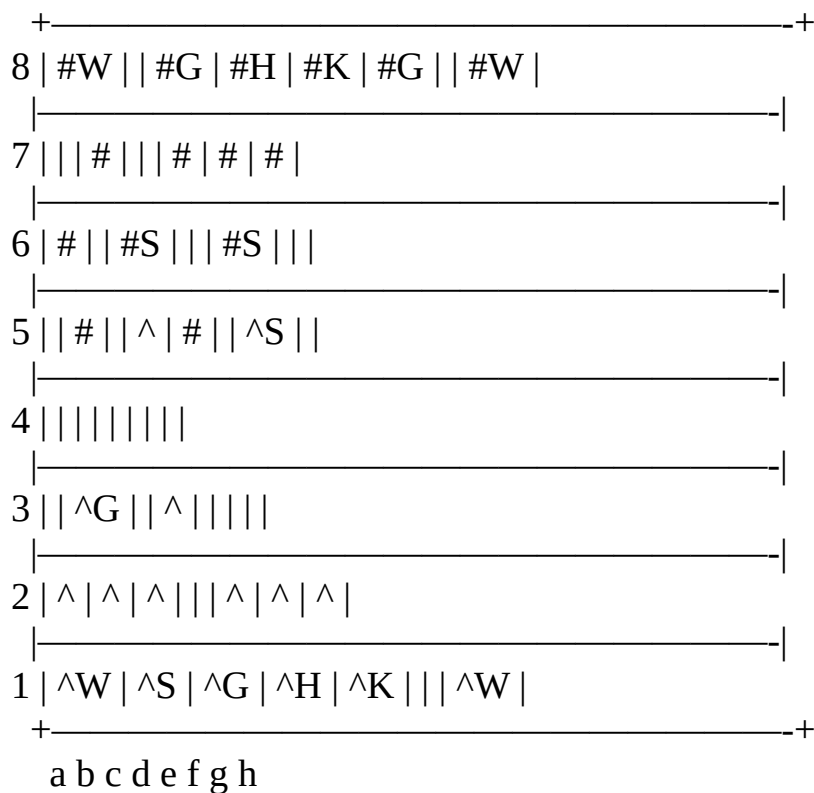 +———————————————————-+
8 | #W | | #G | #H | #K | #G | | #W |
|———————————————————-|
7 | | | # | | | # | # | # |
|———————————————————-|
6 | # | | #S | | | #S | | |
|———————————————————-|
5 | | # | | ^ | # | | ^S | |
|———————————————————-|
4 | | | | | | | | |
|———————————————————-|
3 | | ^G | | ^ | | | | |
|———————————————————-|
2 | ^ | ^ | ^ | | | ^ | ^ | ^ |
|———————————————————-|
1 | ^W | ^S | ^G | ^H | ^K | | | ^W |
+———————————————————-+
a b c d e f g h